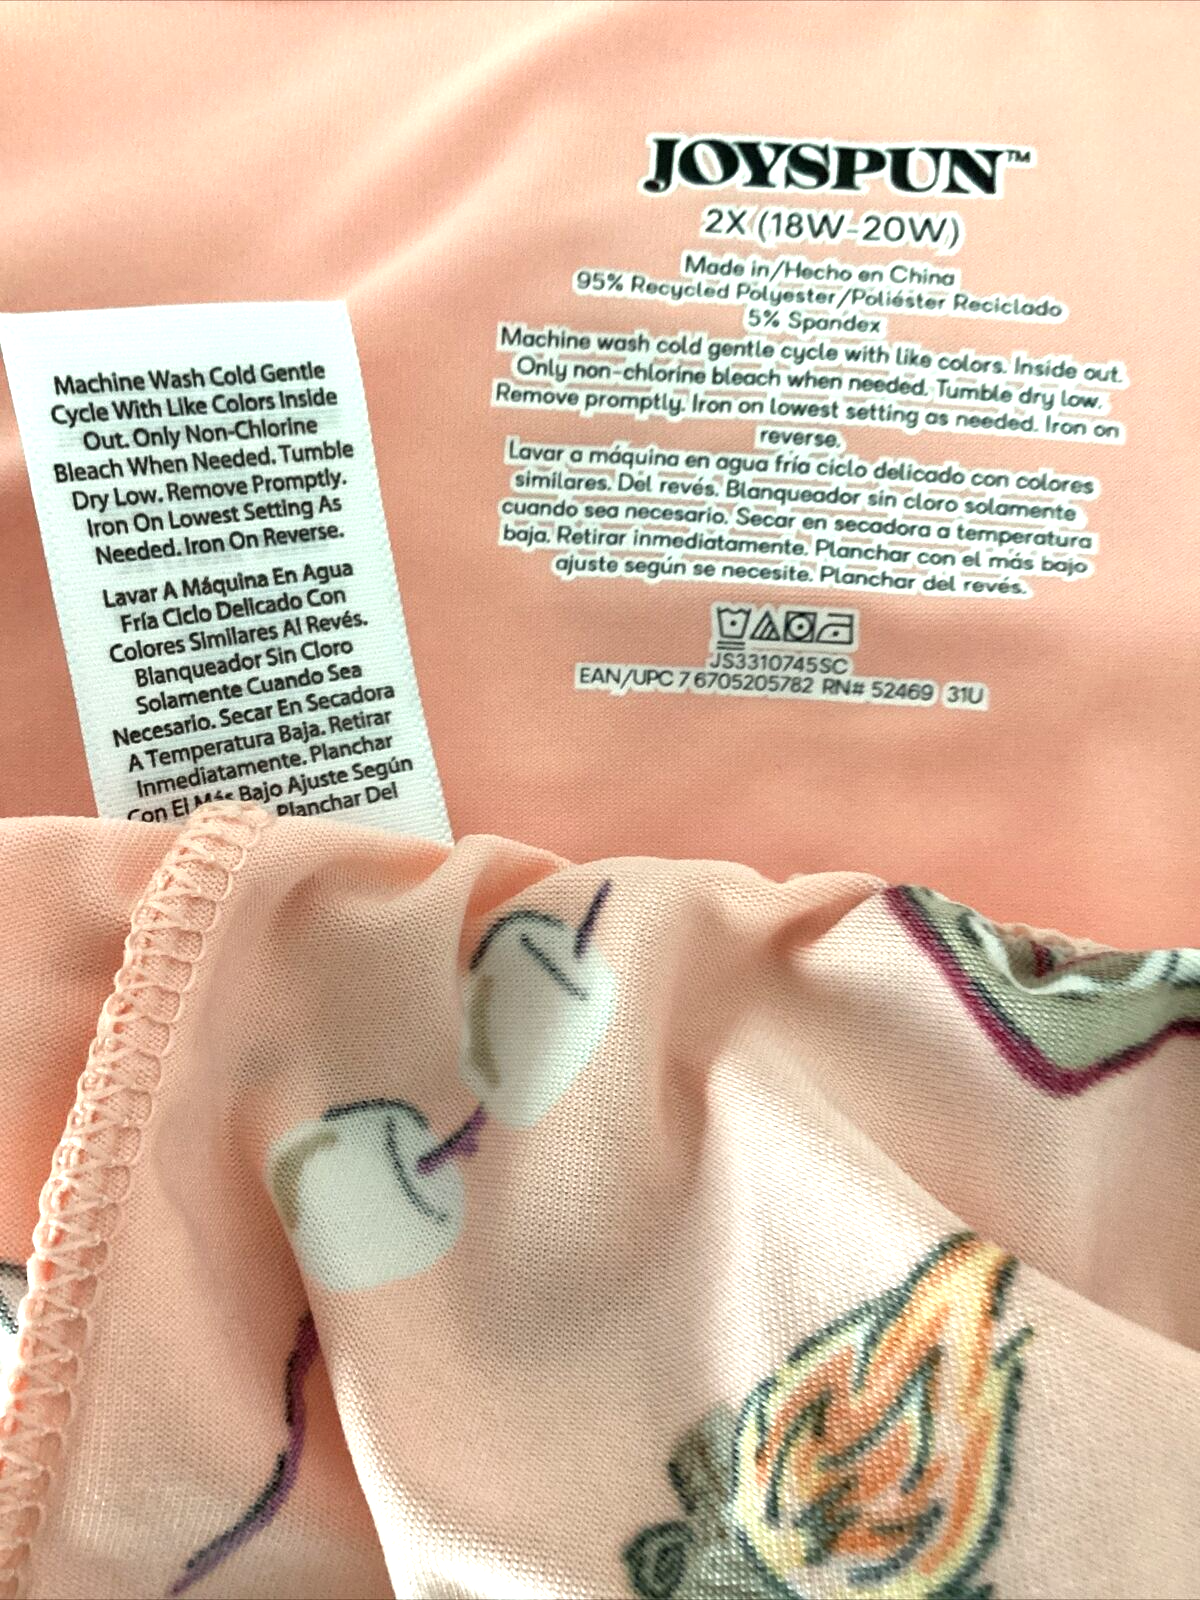 JOYSPUN™
2X (18W-20W)
Made in/Hecho en China
95% Recycled Polyester/Poliéster Reciclado
5% Spandex
Machine wash cold gentle cycle with like colors. Inside out.
Only non-chlorine bleach when needed. Tumble dry low.
Remove promptly. Iron on lowest setting as needed. Iron on
reverse.
Lavar a máquina en agua fría ciclo delicado con colores
similares. Del revés. Blanqueador sin cloro solamente
cuando sea necesario. Secar en secadora a temperatura
baja. Retirar inmediatamente. Planchar con el más bajo
ajuste según se necesite. Planchar del revés.
JS3310745SC
EAN/UPC 7 6705205782 RN# 52469 31U
Machine Wash Cold Gentle
Cycle With Like Colors Inside
Out. Only Non-Chlorine
Bleach When Needed. Tumble
Dry Low. Remove Promptly.
Iron On Lowest Setting As
Needed. Iron On Reverse.
Lavar A Máquina En Agua
Fría Ciclo Delicado Con
Colores Similares Al Revés.
Blanqueador Sin Cloro
Solamente Cuando Sea
Necesario. Secar En Secadora
A Temperatura Baja. Retirar
Inmediatamente. Planchar
Con El Más Bajo Ajuste Según
Planchar Del